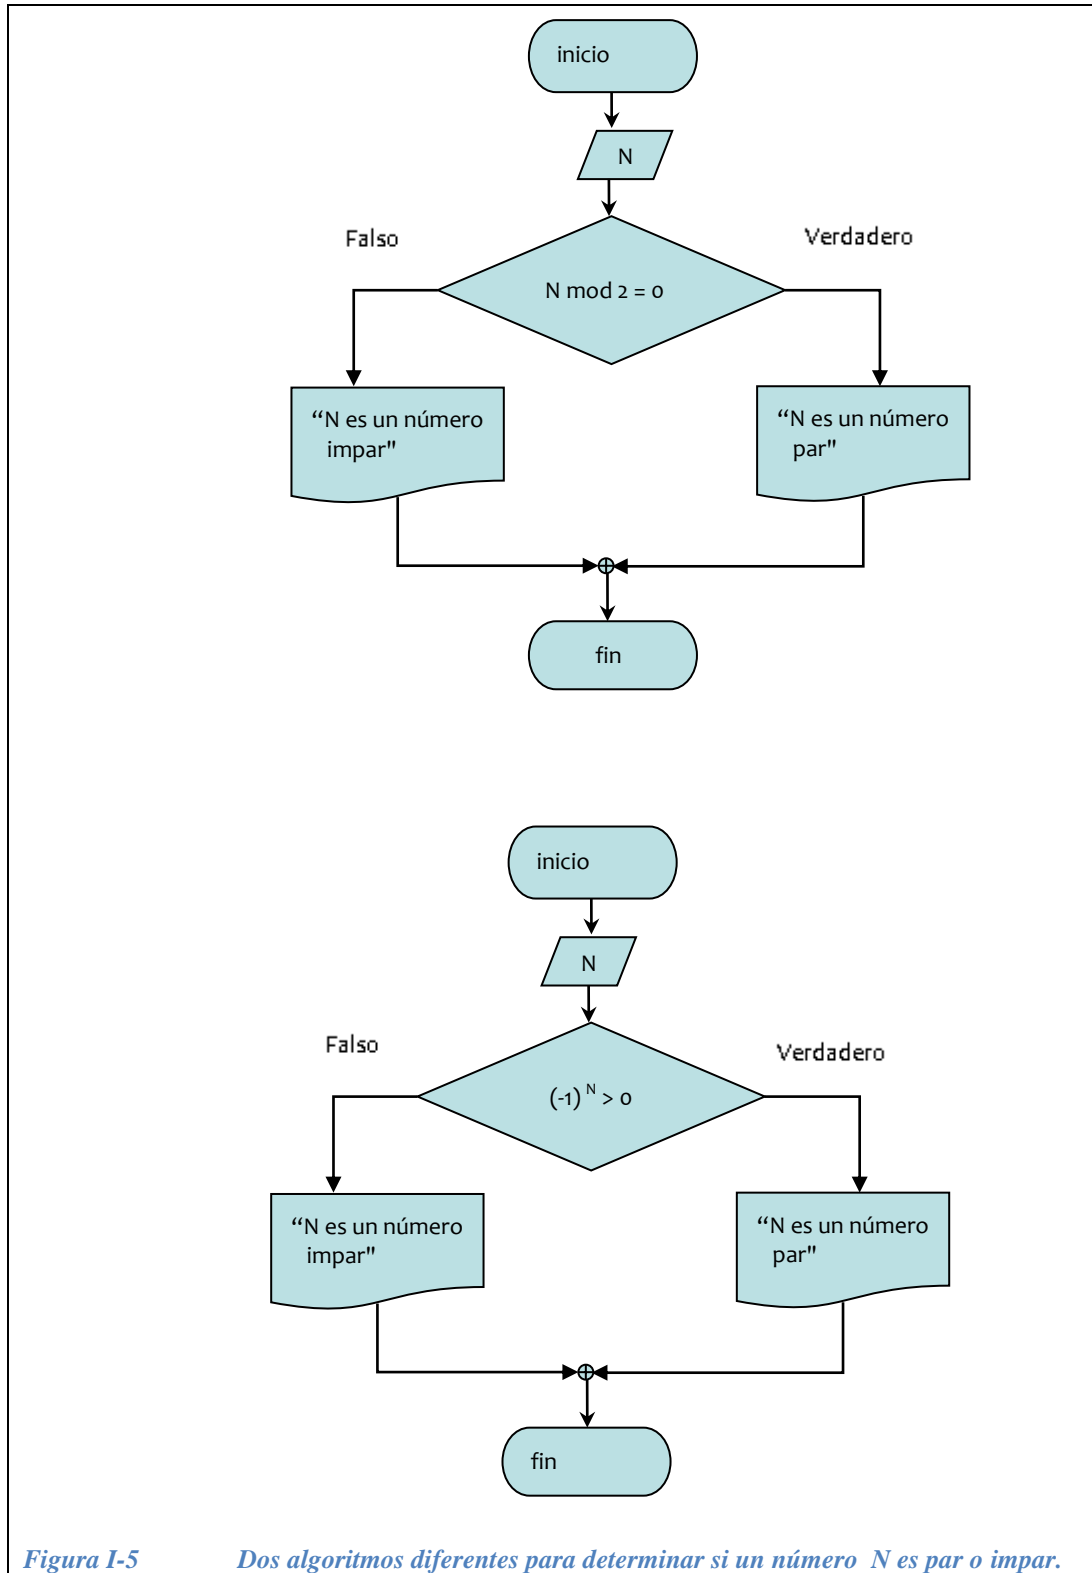 inicio
N
Falso
Verdadero
N mod 2 = 0
“N es un número
impar"
“N es un número
par"
fin
inicio
N
Falso
Verdadero
(-1) ᴺ > 0
“N es un número
impar"
“N es un número
par"
fin
Figura I-5 Dos algoritmos diferentes para determinar si un número N es par o impar.